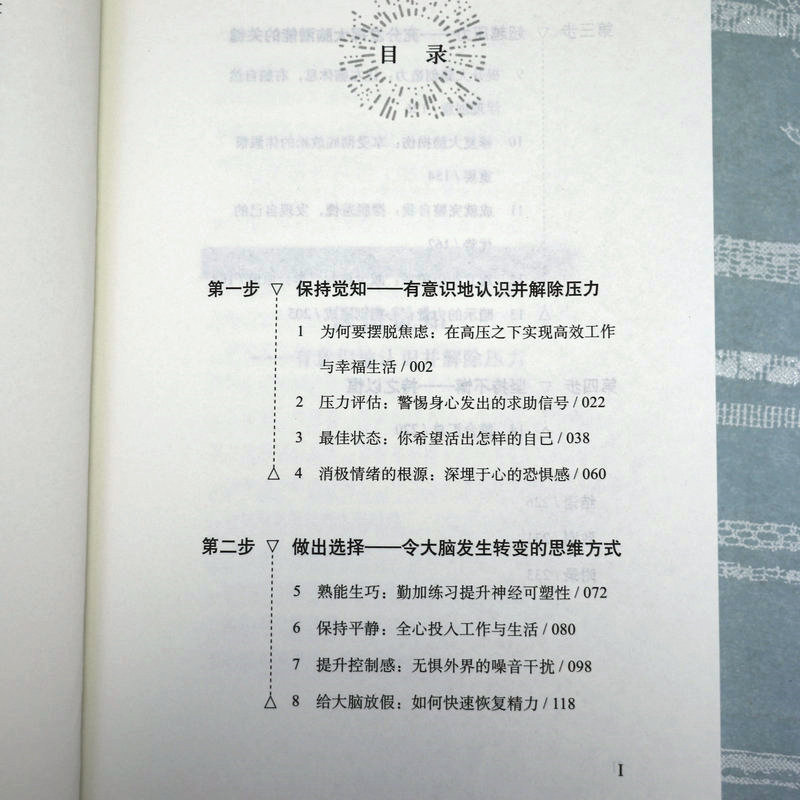 目 录
第一步 ▽ 保持觉知——有意识地认识并解除压力
1 为何要摆脱焦虑：在高压之下实现高效工作
与幸福生活 / 002
2 压力评估：警惕身心发出的求助信号 / 022
3 最佳状态：你希望活出怎样的自己 / 038
4 消极情绪的根源：深埋于心的恐惧感 / 060
第二步 ▽ 做出选择——令大脑发生转变的思维方式
5 熟能生巧：勤加练习提升神经可塑性 / 072
6 保持平静：全心投入工作与生活 / 080
7 提升控制感：无惧外界的噪音干扰 / 098
8 给大脑放假：如何快速恢复精力 / 118
I